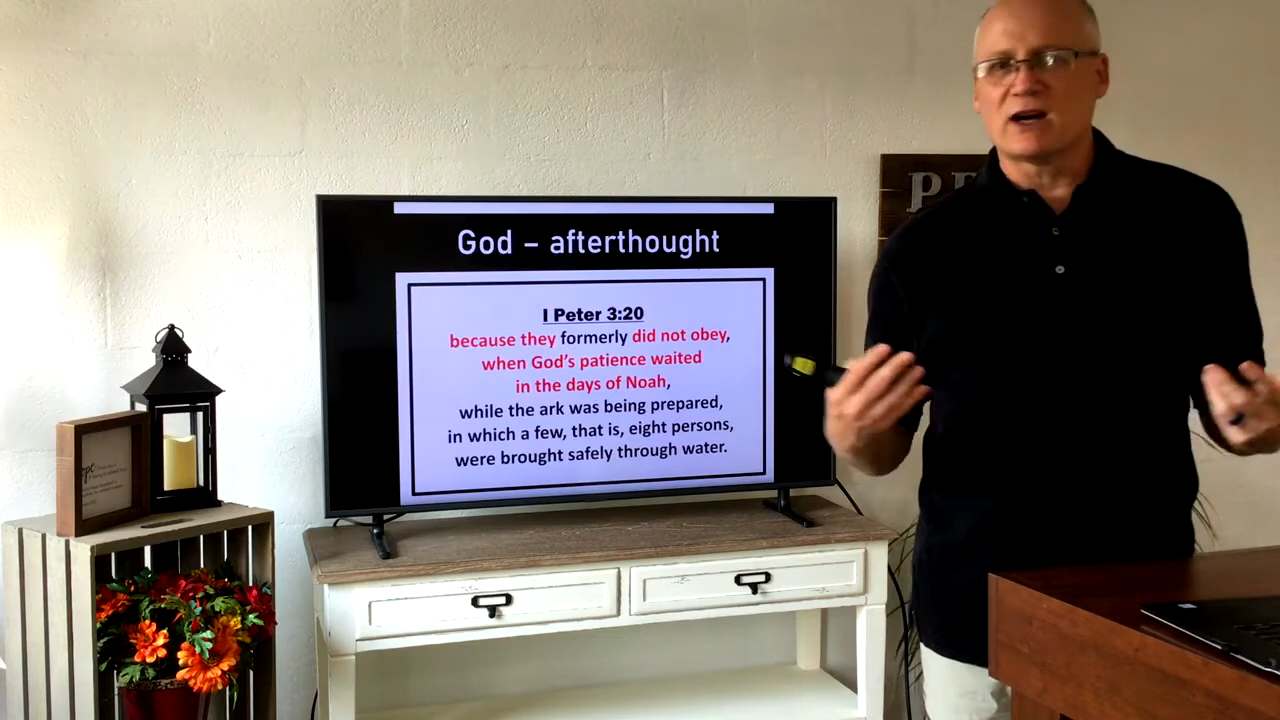 God – afterthought
I Peter 3:20
because they formerly did not obey,
when God's patience waited
in the days of Noah,
while the ark was being prepared,
in which a few, that is, eight persons,
were brought safely through water.